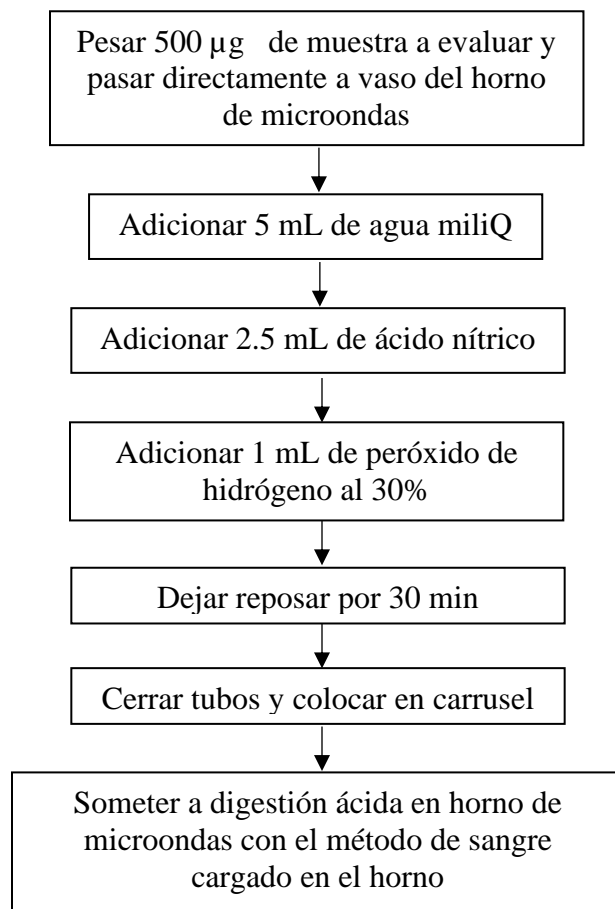 Pesar 500 µg de muestra a evaluar y
pasar directamente a vaso del horno
de microondas
Adicionar 5 mL de agua miliQ
Adicionar 2.5 mL de ácido nítrico
Adicionar 1 mL de peróxido de
hidrógeno al 30%
Dejar reposar por 30 min
Cerrar tubos y colocar en carrusel
Someter a digestión ácida en horno de
microondas con el método de sangre
cargado en el horno